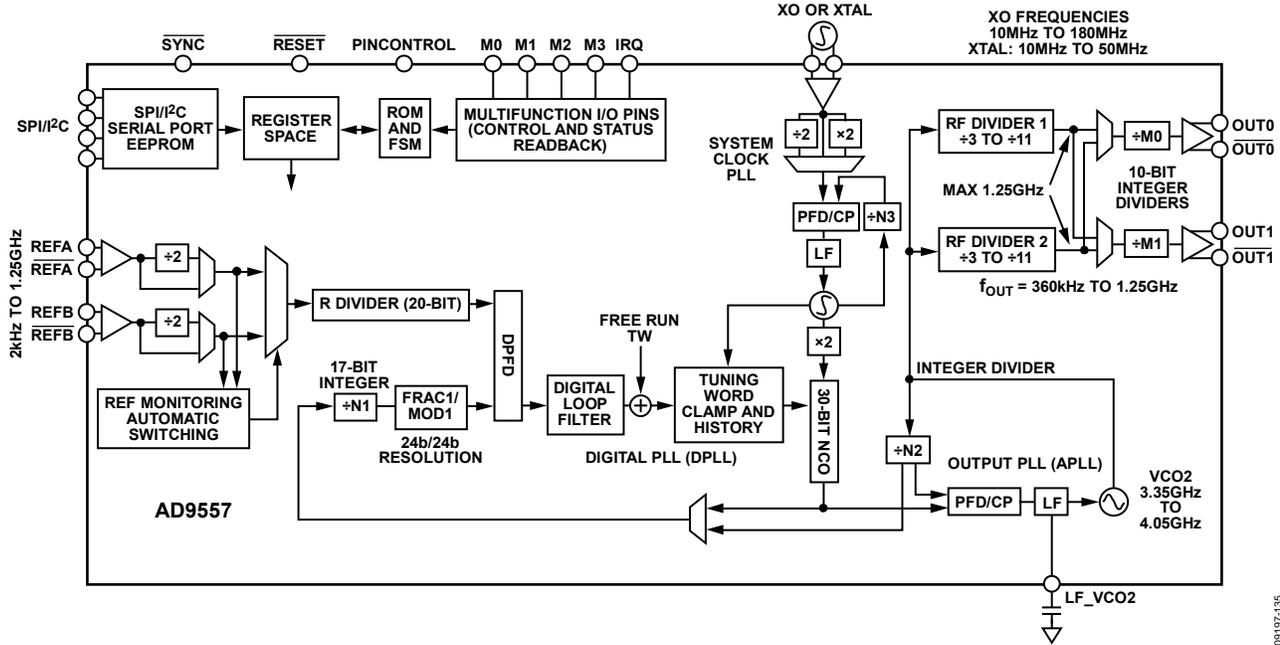 XO OR XTAL
XO FREQUENCIES
10MHz TO 180MHz
XTAL: 10MHz TO 50MHz
SYNC
RESET
PINCONTROL
M0
M1
M2
M3
IRQ
SPI/I2C
SPI/I2C
SERIAL PORT
EEPROM
REGISTER
SPACE
ROM
AND
FSM
MULTIFUNCTION I/O PINS
(CONTROL AND STATUS
READBACK)
÷2
×2
SYSTEM
CLOCK
PLL
PFD/CP
÷N3
LF
×2
RF DIVIDER 1
÷3 TO ÷11
MAX 1.25GHz
RF DIVIDER 2
÷3 TO ÷11
÷M0
10-BIT
INTEGER
DIVIDERS
÷M1
OUT0
OUT0
OUT1
OUT1
fOUT = 360kHz TO 1.25GHz
2kHz TO 1.25GHz
REFA
REFA
REFB
REFB
÷2
÷2
REF MONITORING
AUTOMATIC
SWITCHING
R DIVIDER (20-BIT)
DPFD
17-BIT
INTEGER
÷N1
FRAC1/
MOD1
24b/24b
RESOLUTION
DIGITAL
LOOP
FILTER
FREE RUN
TW
TUNING
WORD
CLAMP AND
HISTORY
DIGITAL PLL (DPLL)
30-BIT NCO
INTEGER DIVIDER
÷N2
OUTPUT PLL (APLL)
PFD/CP
LF
VCO2
3.35GHz
TO
4.05GHz
AD9557
LF_VCO2
09197-135